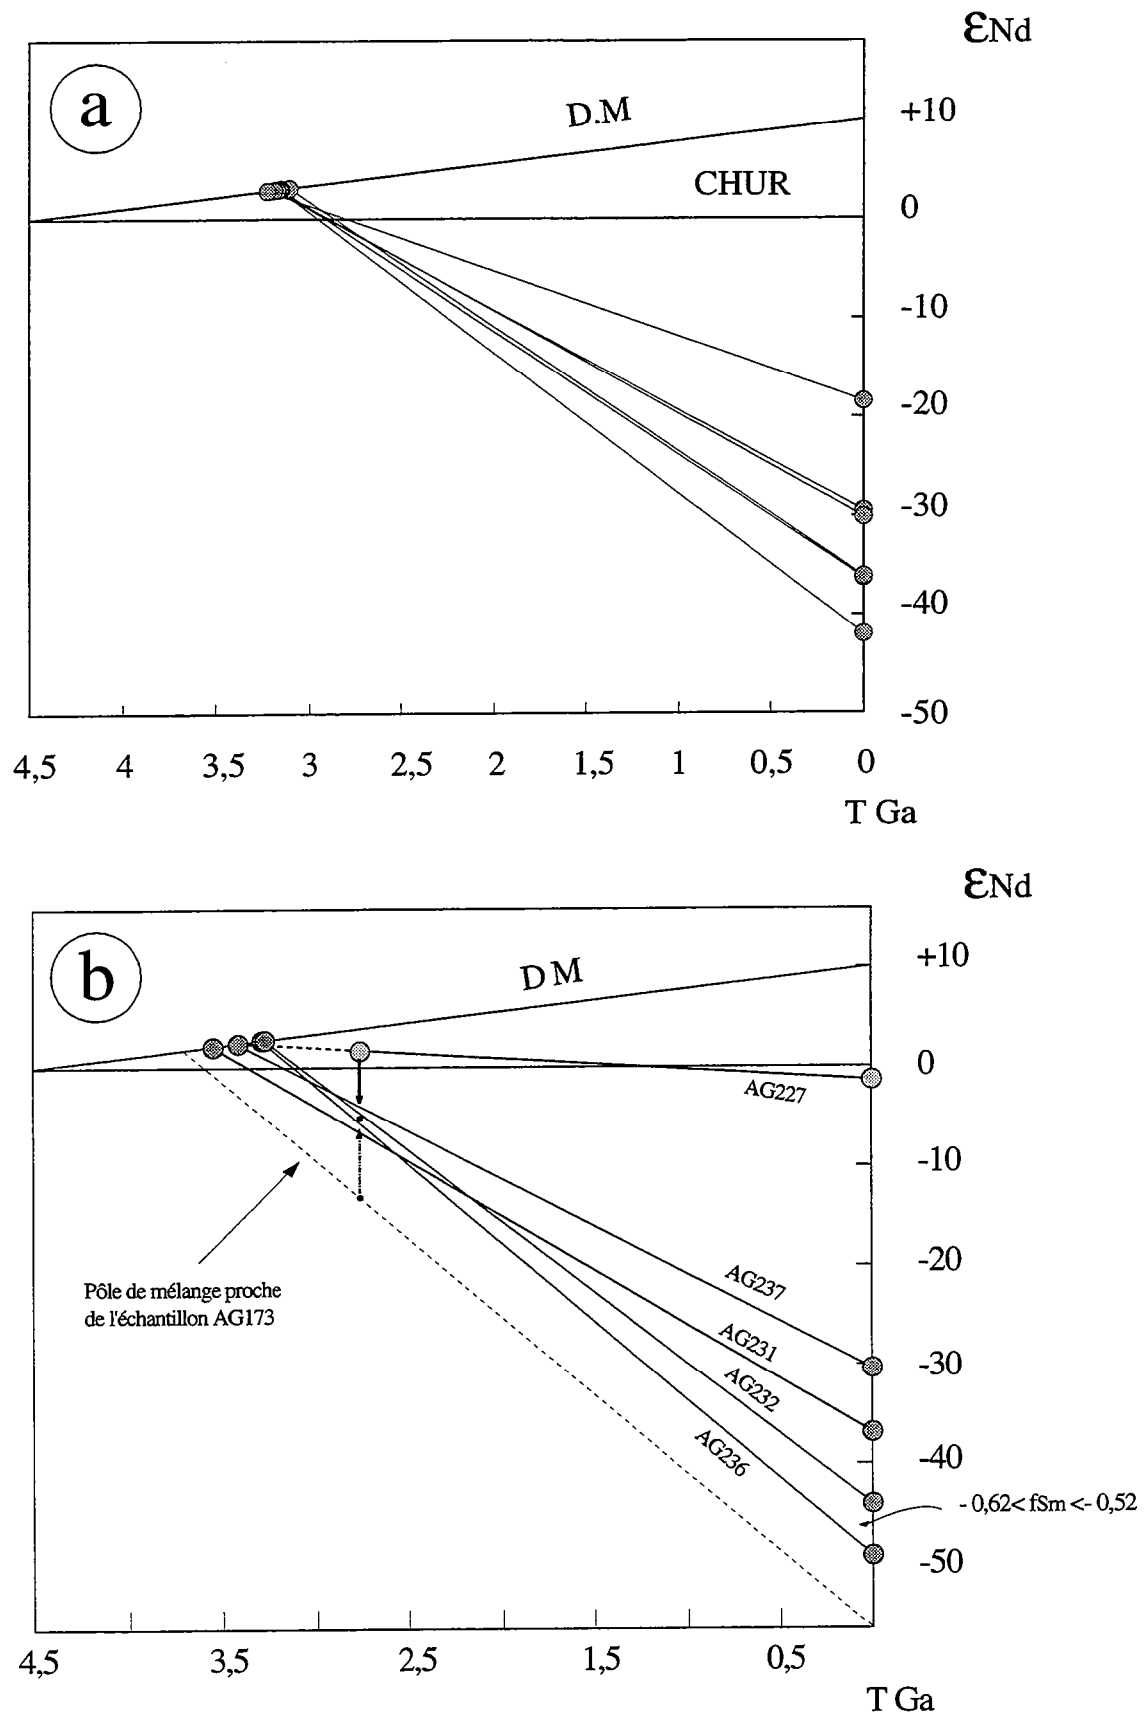 εNd
a
D.M
+10
CHUR
0
-10
-20
-30
-40
-50
4,5 4 3,5 3 2,5 2 1,5 1 0,5 0
T Ga
εNd
b
D M
+10
0
AG227
-10
-20
AG237
Pôle de mélange proche
de l'échantillon AG173
AG231
-30
AG232
AG236
-40
- 0,62< fSm <- 0,52
-50
4,5 3,5 2,5 1,5 0,5
T Ga